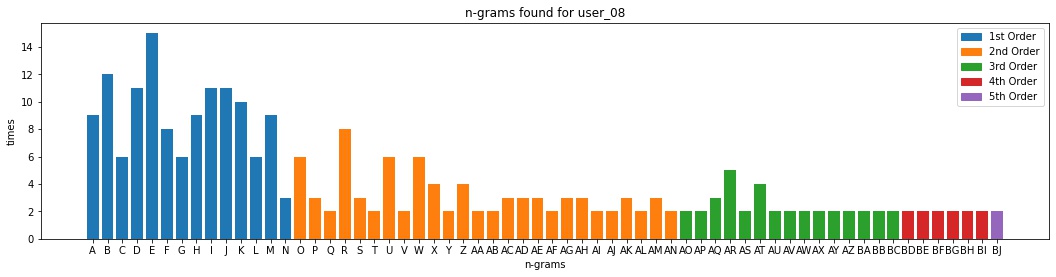 n-grams found for user_08
times
14
12
10
8
6
4
2
0
1st Order
2nd Order
3rd Order
4th Order
5th Order
A B C D E F G H I J K L M N O P Q R S T U V W X Y Z AA AB AC AD AE AF AG AH AI AJ AK AL AM AN AO AP AQ AR AS AT AU AV AW AX AY AZ BA BB BC BD BE BF BG BH BI BJ
n-grams